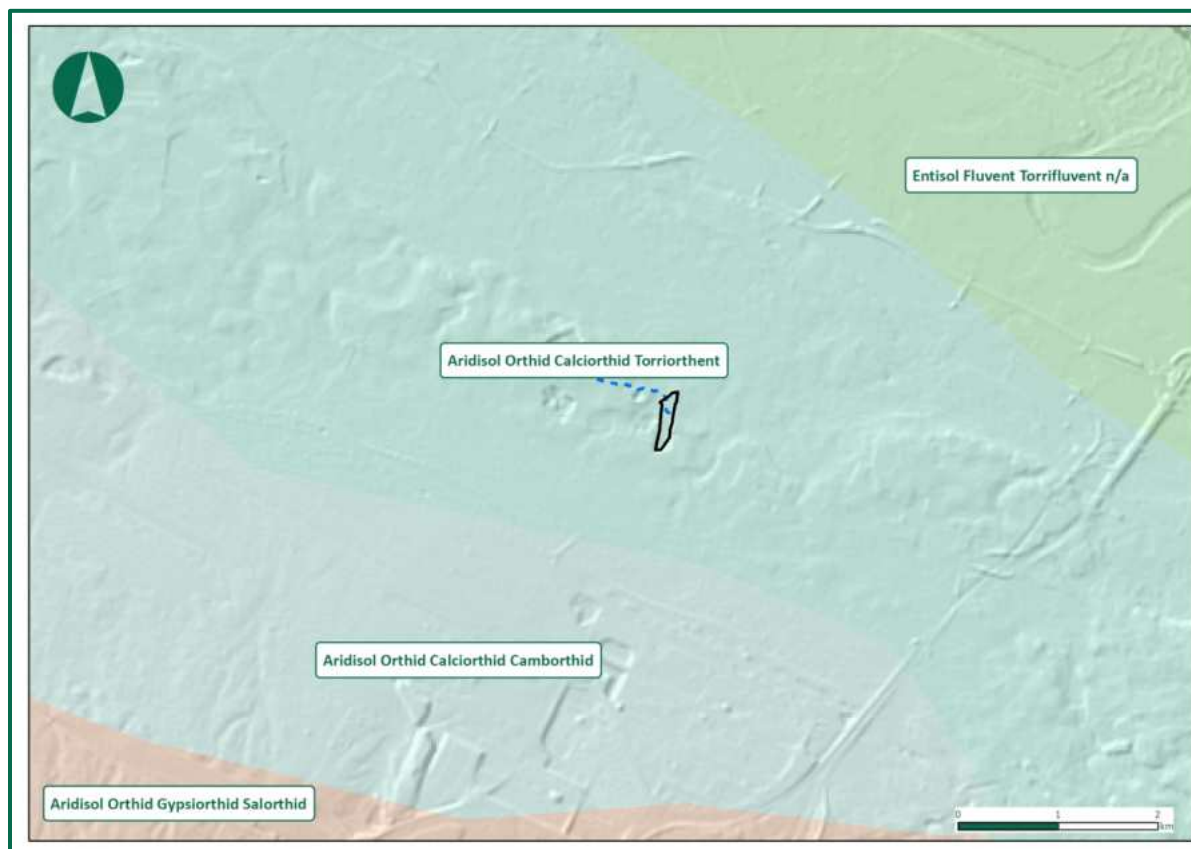 Entisol Fluvent Torrifluvent n/a
Aridisol Orthid Calciorthid Torriorthent
Aridisol Orthid Calciorthid Camborthid
Aridisol Orthid Gypsiorthid Salorthid
0 1 2
km